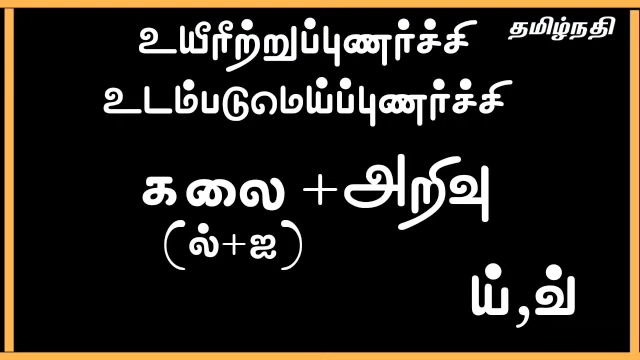 தமிழ்நதி
உயிரீற்றுப்புணர்ச்சி
உடம்படுமெய்ப்புணர்ச்சி
கலை + அறிவு
(ல்+ஐ)
ய்,வ்